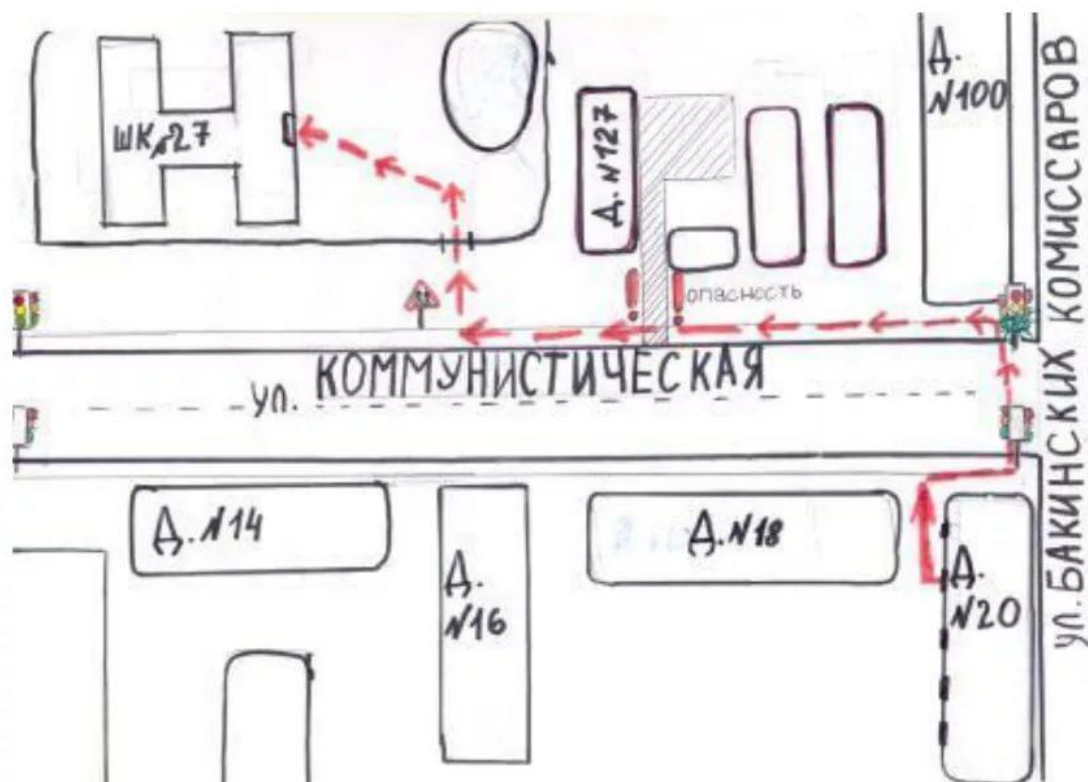 ШК№27
Д. №127
Д.
№100
опасность
ул. БАКИНСКИХ КОМИССАРОВ
ул. КОММУНИСТИЧЕСКАЯ
Д. №14
Д.
№16
Д. №18
Д.
№20